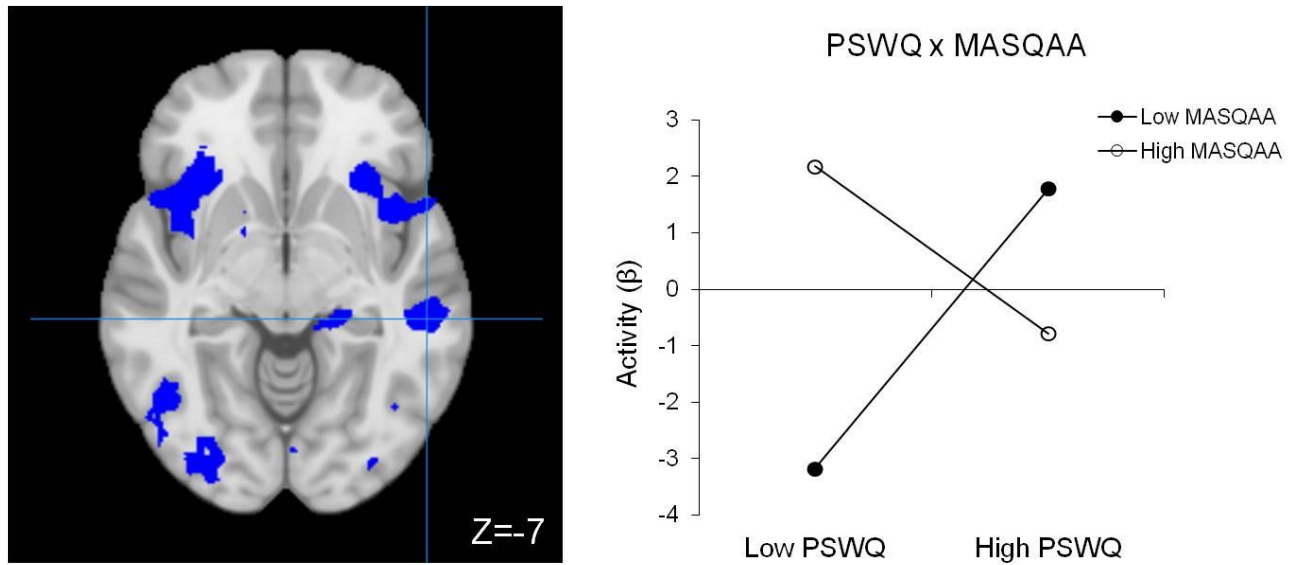 Z=-7
PSWQ x MASQAA
Low MASQAA
High MASQAA
Activity (β)
3
2
1
0
-1
-2
-3
-4
Low PSWQ
High PSWQ